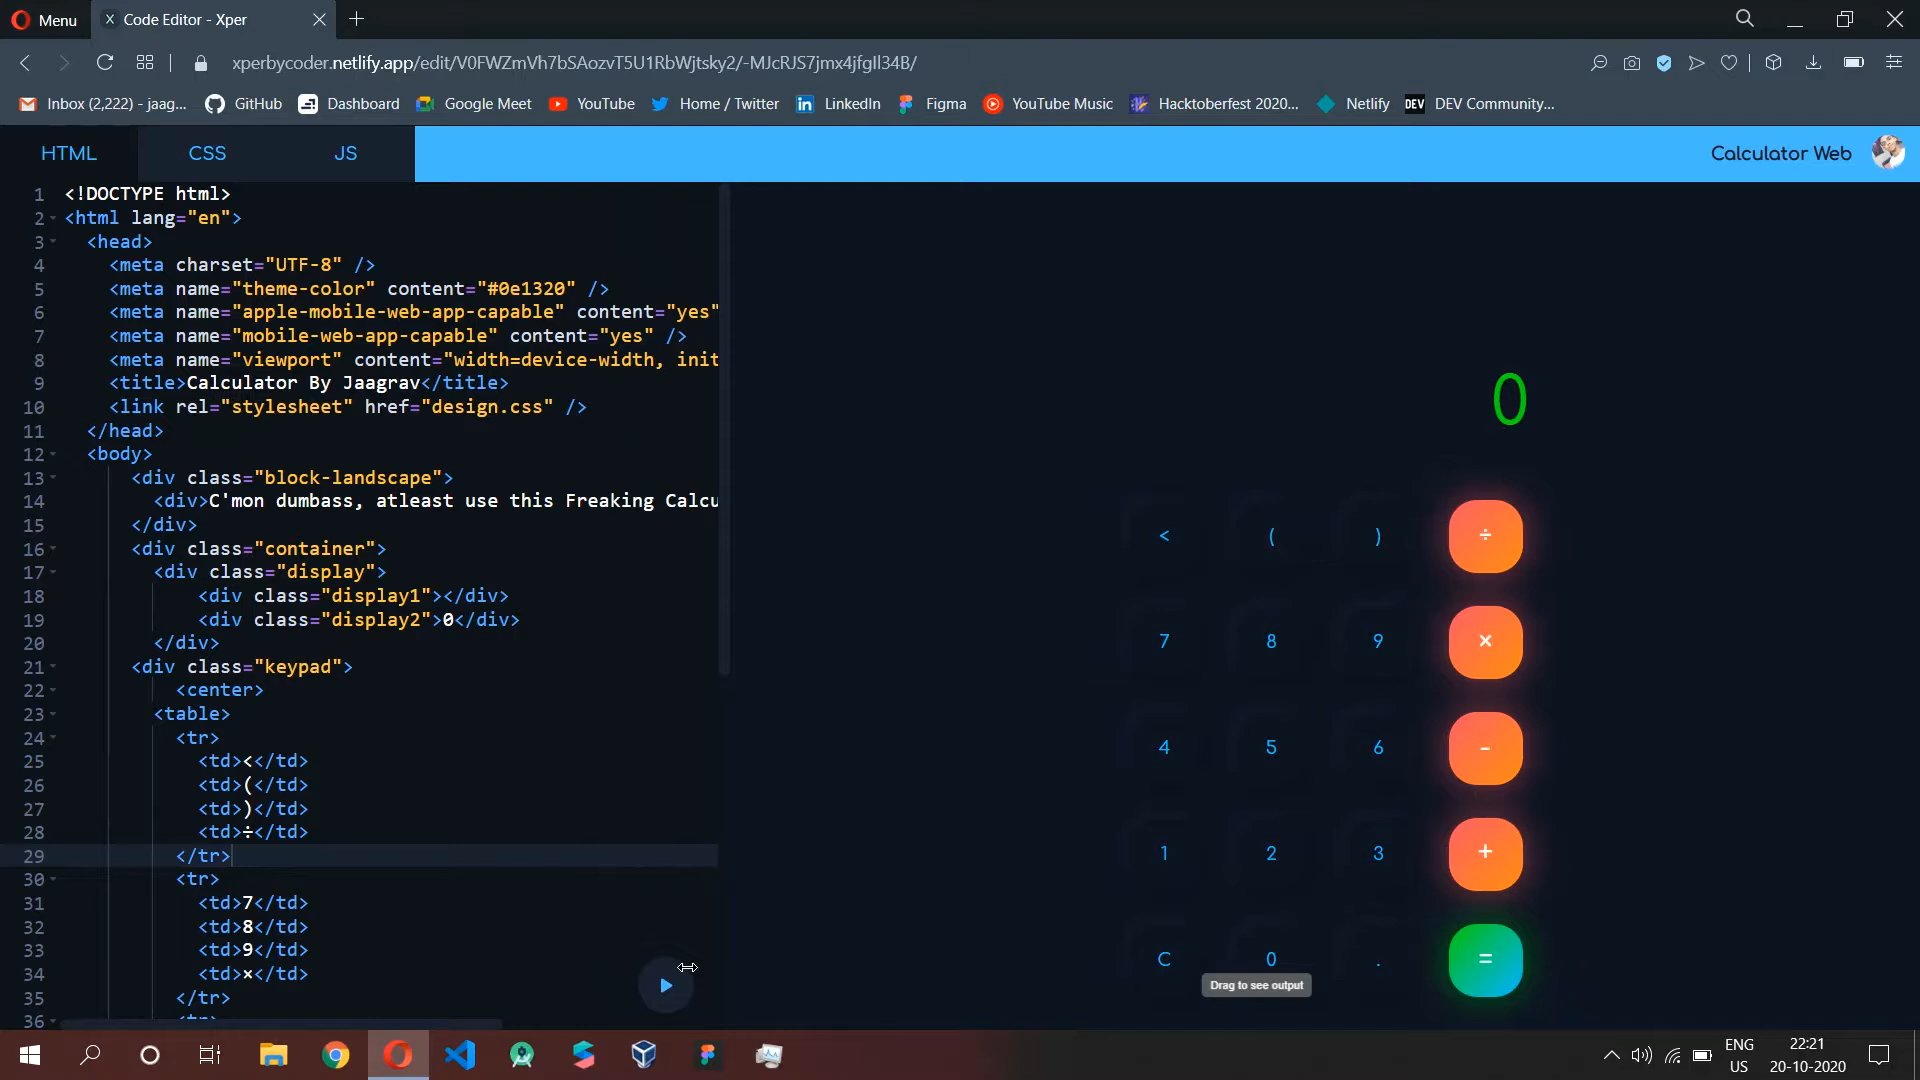 Menu
X Code Editor - Xper
xperbycoder.netlify.app/edit/V0FWZmVh7bSAozvT5U1RbWjtsky2/-MJcRJS7jmx4jfgIl34B/
Inbox (2,222) - jaag...
GitHub
Dashboard
Google Meet
YouTube
Home / Twitter
LinkedIn
Figma
YouTube Music
Hacktoberfest 2020...
Netlify
DEV DEV Community...
HTML
CSS
JS
Calculator Web
1 <!DOCTYPE html>
2 <html lang="en">
3 <head>
4 <meta charset="UTF-8" />
5 <meta name="theme-color" content="#0e1320" />
6 <meta name="apple-mobile-web-app-capable" content="yes"
7 <meta name="mobile-web-app-capable" content="yes" />
8 <meta name="viewport" content="width=device-width, init
9 <title>Calculator By Jaagrav</title>
10 <link rel="stylesheet" href="design.css" />
11 </head>
12 <body>
13 <div class="block-landscape">
14 <div>C'mon dumbass, atleast use this Freaking Calcu
15 </div>
16 <div class="container">
17 <div class="display">
18 <div class="display1"></div>
19 <div class="display2">0</div>
20 </div>
21 <div class="keypad">
22 <center>
23 <table>
24 <tr>
25 <td><</td>
26 <td>(</td>
27 <td>)</td>
28 <td>÷</td>
29 </tr>
30 <tr>
31 <td>7</td>
32 <td>8</td>
33 <td>9</td>
34 <td>×</td>
35 </tr>
36 <tr>
0
< ( ) ÷
7 8 9 ×
4 5 6 -
1 2 3 +
C 0 . =
Drag to see output
ENG
US
22:21
20-10-2020